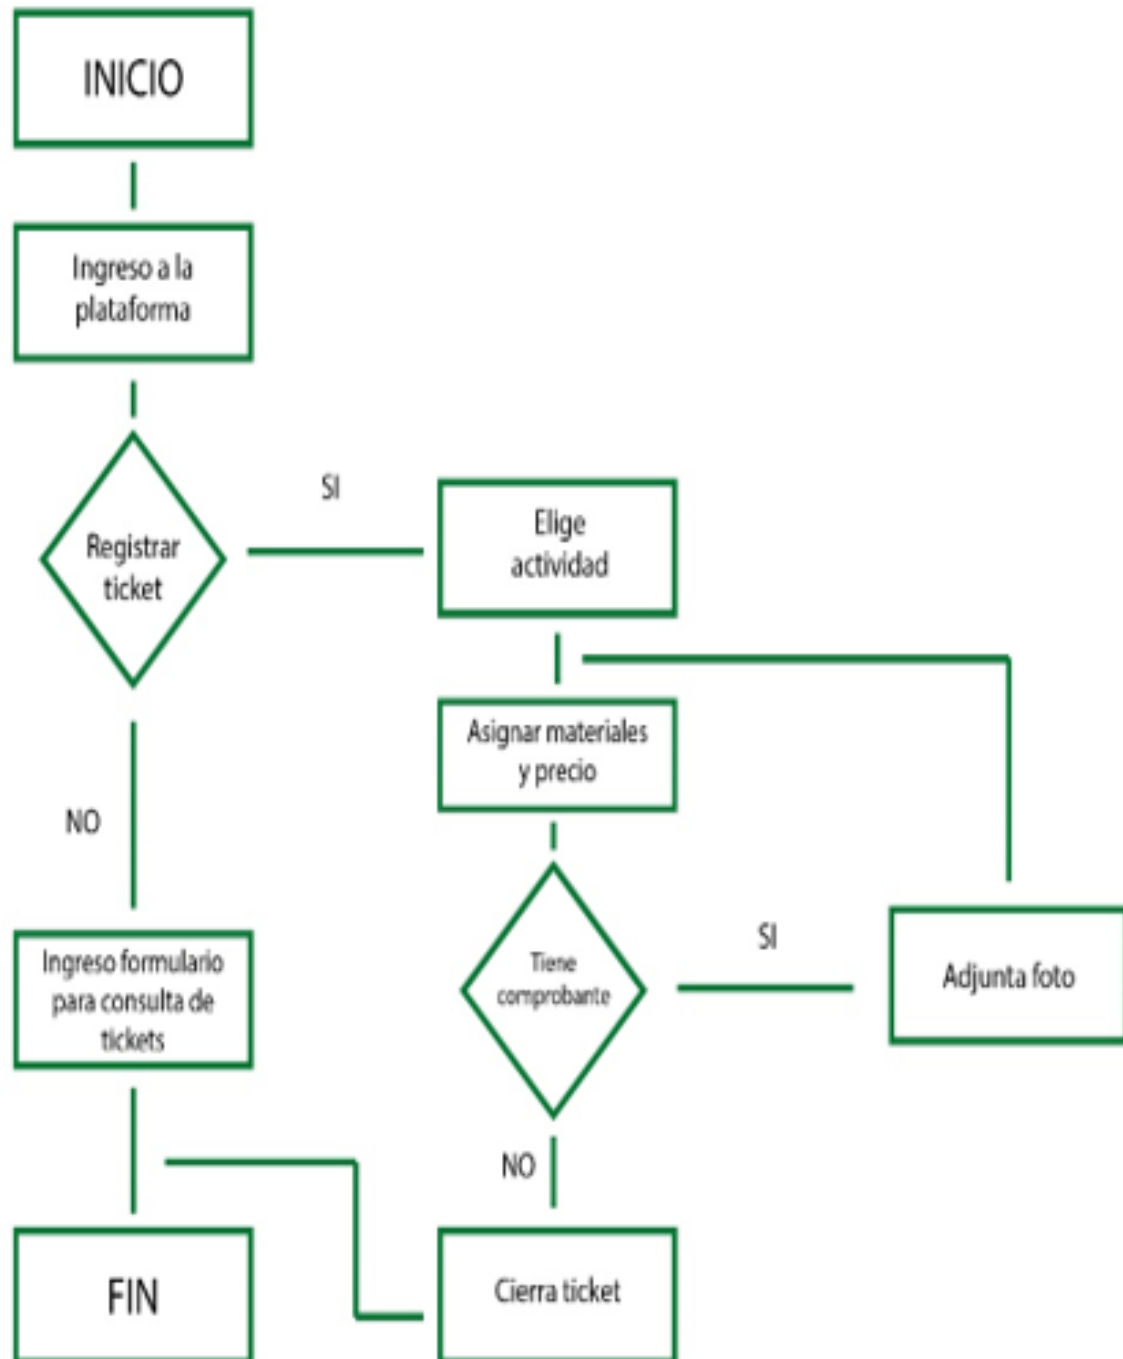 INICIO
Ingreso a la
plataforma
Registrar
ticket
SI
Elige
actividad
Asignar materiales
y precio
NO
Ingreso formulario
para consulta de
tickets
Tiene
comprobante
SI
Adjunta foto
NO
FIN
Cierra ticket